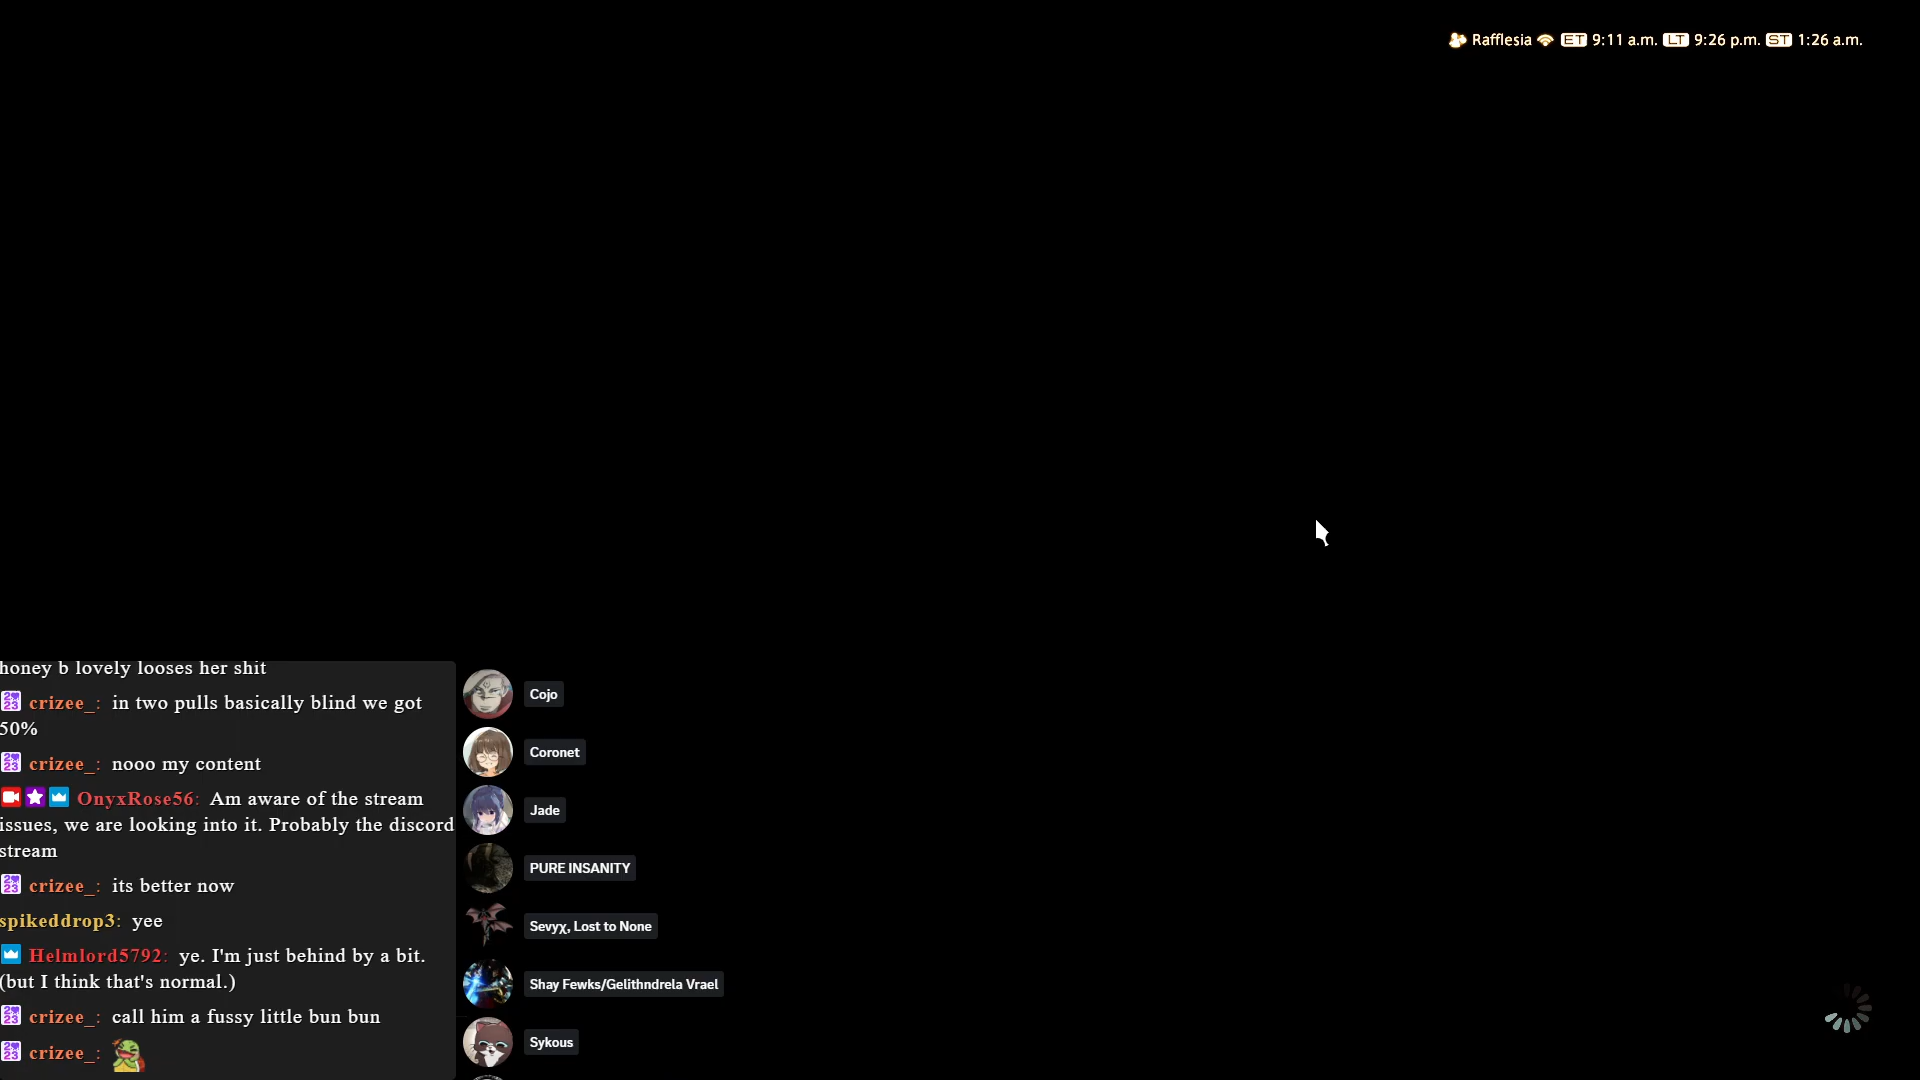 Rafflesia ET 9:11 a.m. LT 9:26 p.m. ST 1:26 a.m.
honey b lovely looses her shit
crizee_: in two pulls basically blind we got
50%
crizee_: nooo my content
OnyxRose56: Am aware of the stream
issues, we are looking into it. Probably the discord
stream
crizee_: its better now
spikeddrop3: yee
Helmlord5792: ye. I'm just behind by a bit.
(but I think that's normal.)
crizee_: call him a fussy little bun bun
crizee_:
Cojo
Coronet
Jade
PURE INSANITY
Sevyχ, Lost to None
Shay Fewks/Gelithndrela Vrael
Sykous